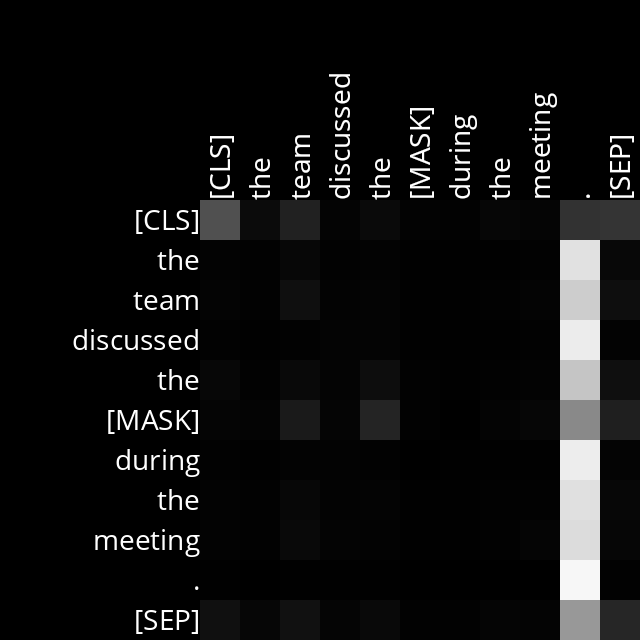 [CLS]
the
team
discussed
the
[MASK]
during
the
meeting
.
[SEP]
[CLS]
the
team
discussed
the
[MASK]
during
the
meeting
.
[SEP]